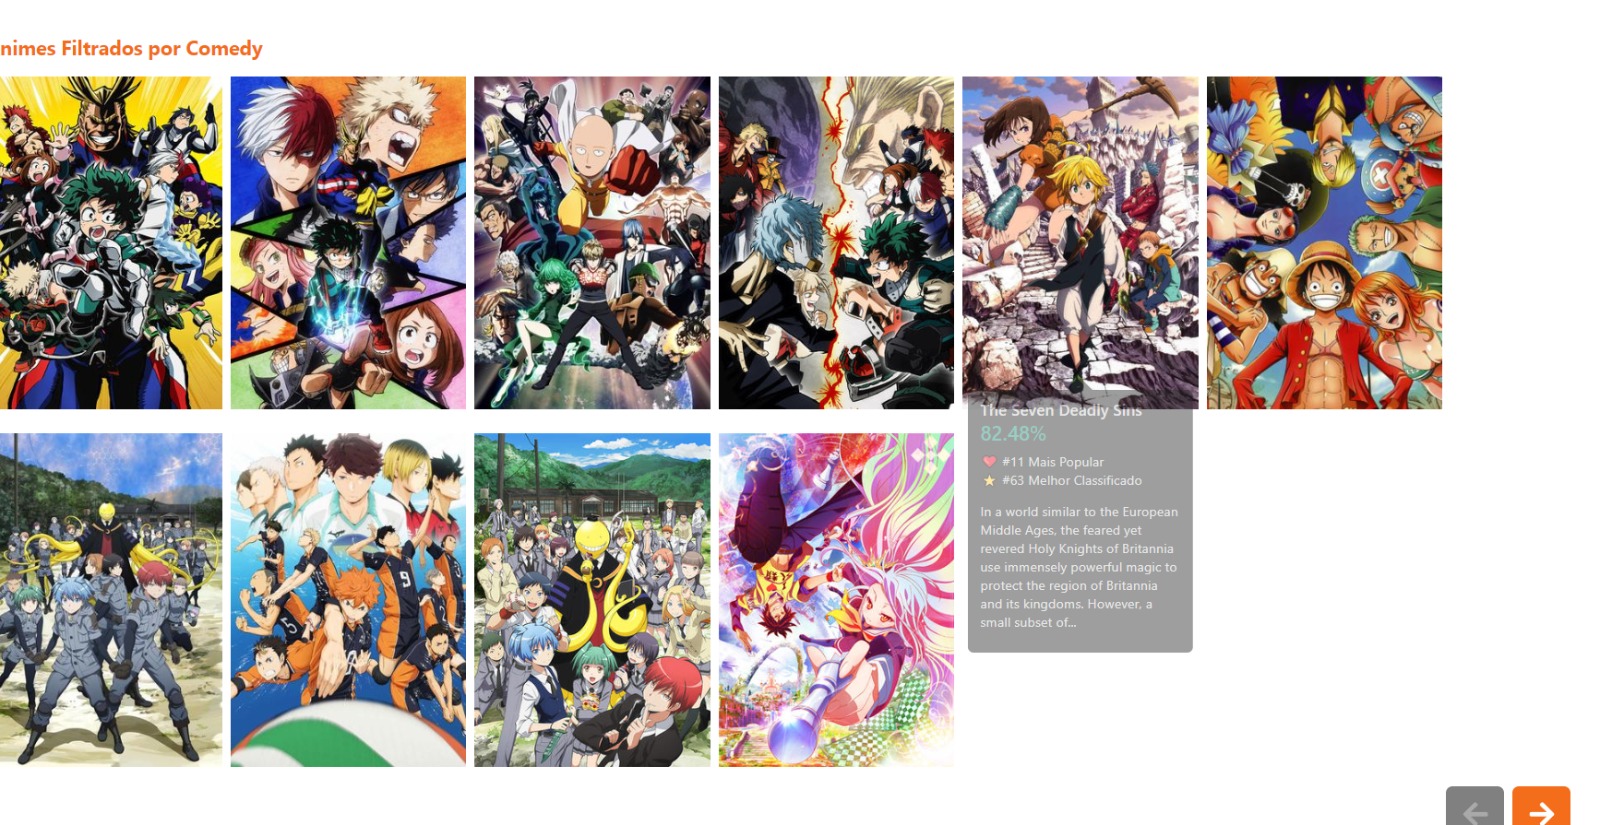 nimes Filtrados por Comedy
The Seven Deadly Sins
82.48%
#11 Mais Popular
#63 Melhor Classificado
In a world similar to the European
Middle Ages, the feared yet
revered Holy Knights of Britannia
use immensely powerful magic to
protect the region of Britannia
and its kingdoms. However, a
small subset of...
5
9